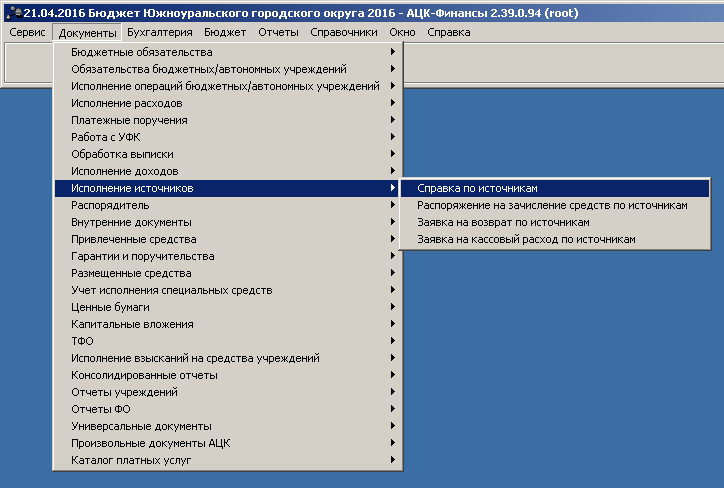 21.04.2016 Бюджет Южноуральского городского округа 2016 - АЦК-Финансы 2.39.0.94 (root)
Сервис Документы Бухгалтерия Бюджет Отчеты Справочники Окно Справка
Бюджетные обязательства
Обязательства бюджетных/автономных учреждений
Исполнение операций бюджетных/автономных учреждений
Исполнение расходов
Платежные поручения
Работа с УФК
Обработка выписки
Исполнение доходов
Исполнение источников
Распорядитель
Внутренние документы
Привлеченные средства
Гарантии и поручительства
Размещенные средства
Учет исполнения специальных средств
Ценные бумаги
Капитальные вложения
ТФО
Исполнение взысканий на средства учреждений
Консолидированные отчеты
Отчеты учреждений
Отчеты ФО
Универсальные документы
Произвольные документы АЦК
Каталог платных услуг
Справка по источникам
Распоряжение на зачисление средств по источникам
Заявка на возврат по источникам
Заявка на кассовый расход по источникам